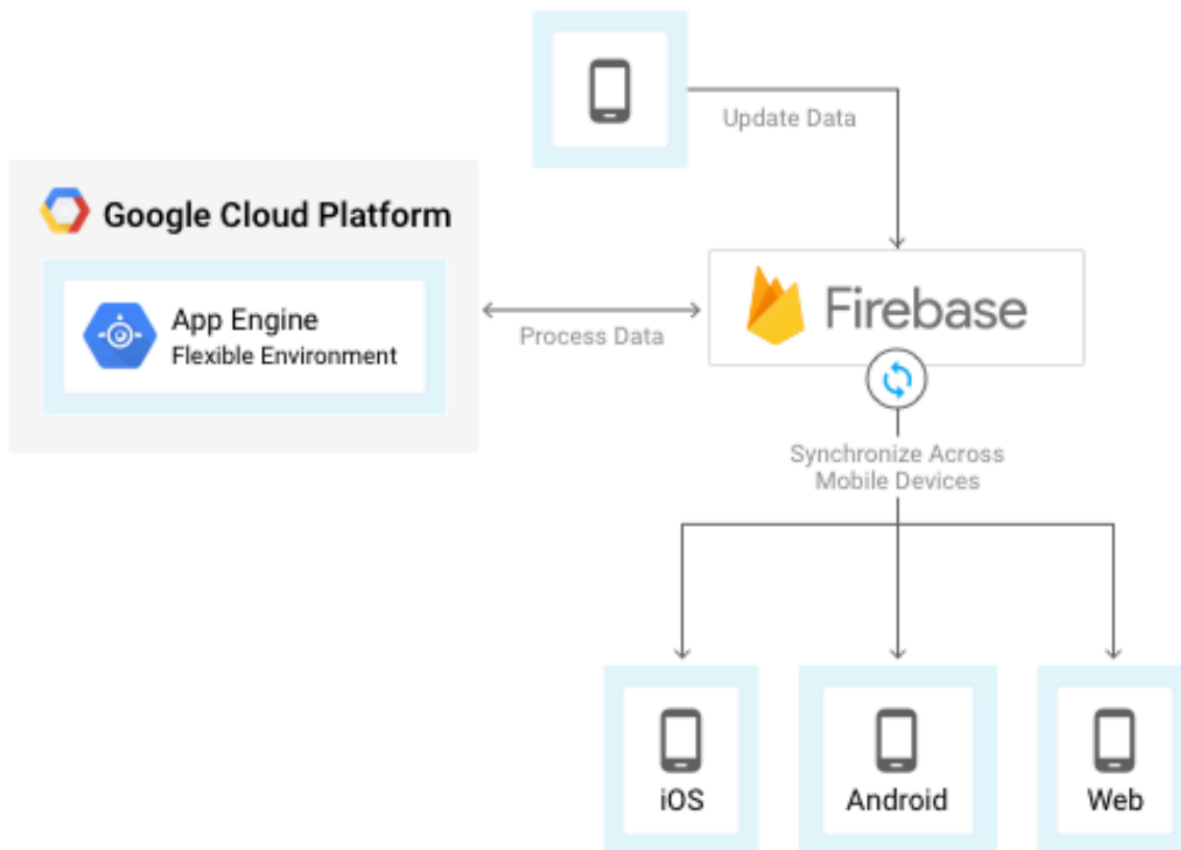 Update Data
Google Cloud Platform
App Engine
Flexible Environment
Process Data
Firebase
Synchronize Across
Mobile Devices
iOS
Android
Web